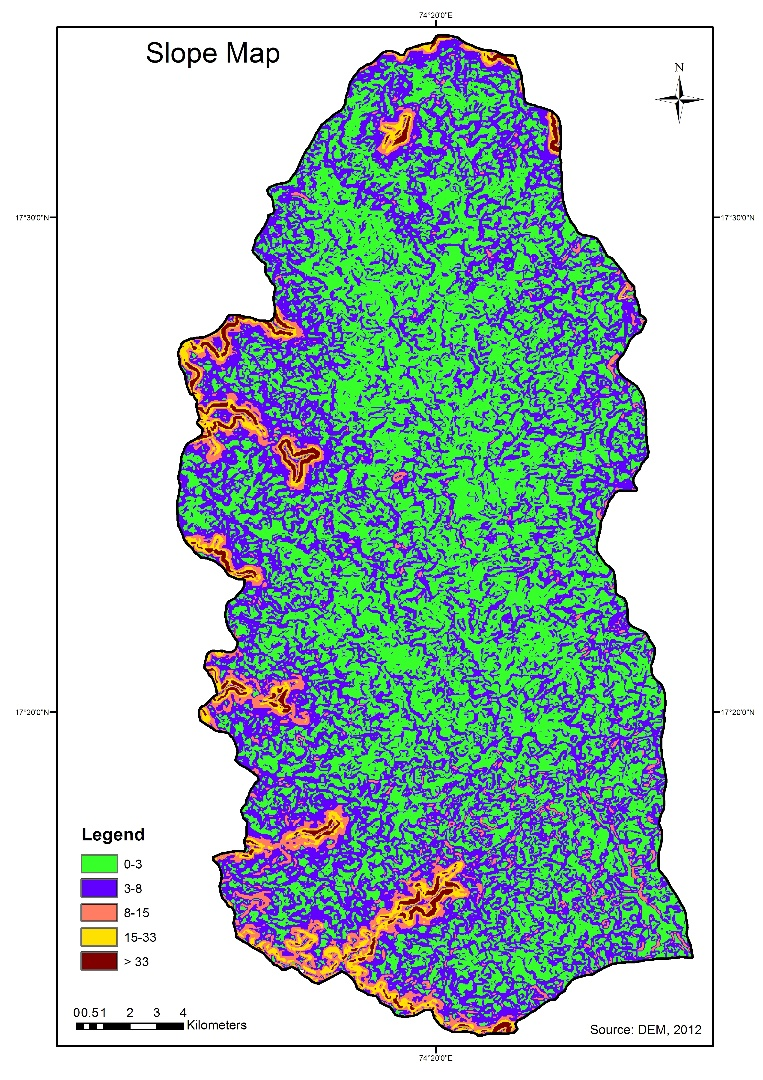 74°20'0"E
Slope Map
N
17°30'0"N
17°30'0"N
17°20'0"N
17°20'0"N
Legend
0-3
3-8
8-15
15-33
> 33
0 0.5 1 2 3 4
Kilometers
Source: DEM, 2012
74°20'0"E